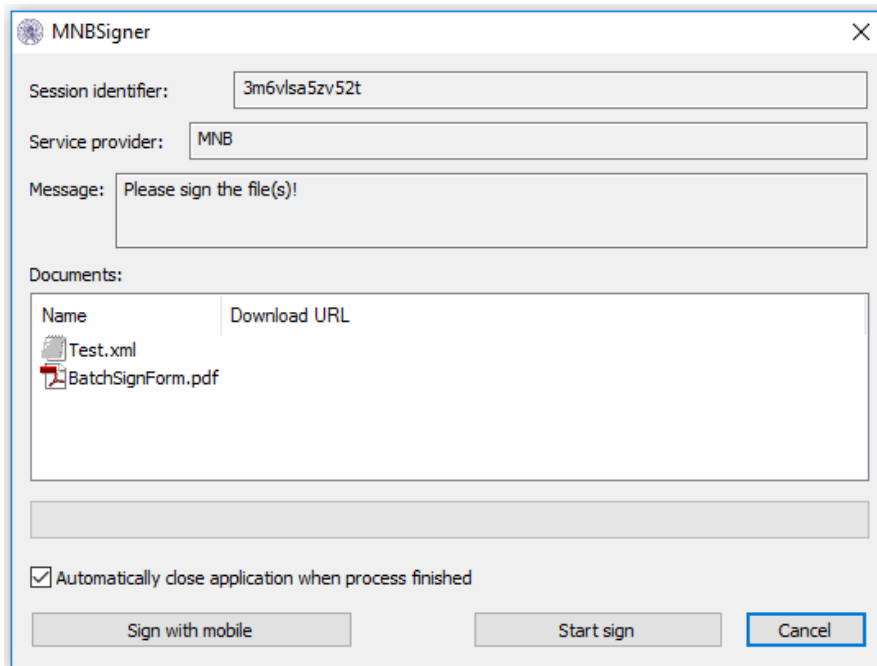 MNBSigner
Session identifier: 3m6vlsa5zv52t
Service provider: MNB
Message: Please sign the file(s)!
Documents:
Name Download URL
Test.xml
BatchSignForm.pdf
Automatically close application when process finished
Sign with mobile Start sign Cancel